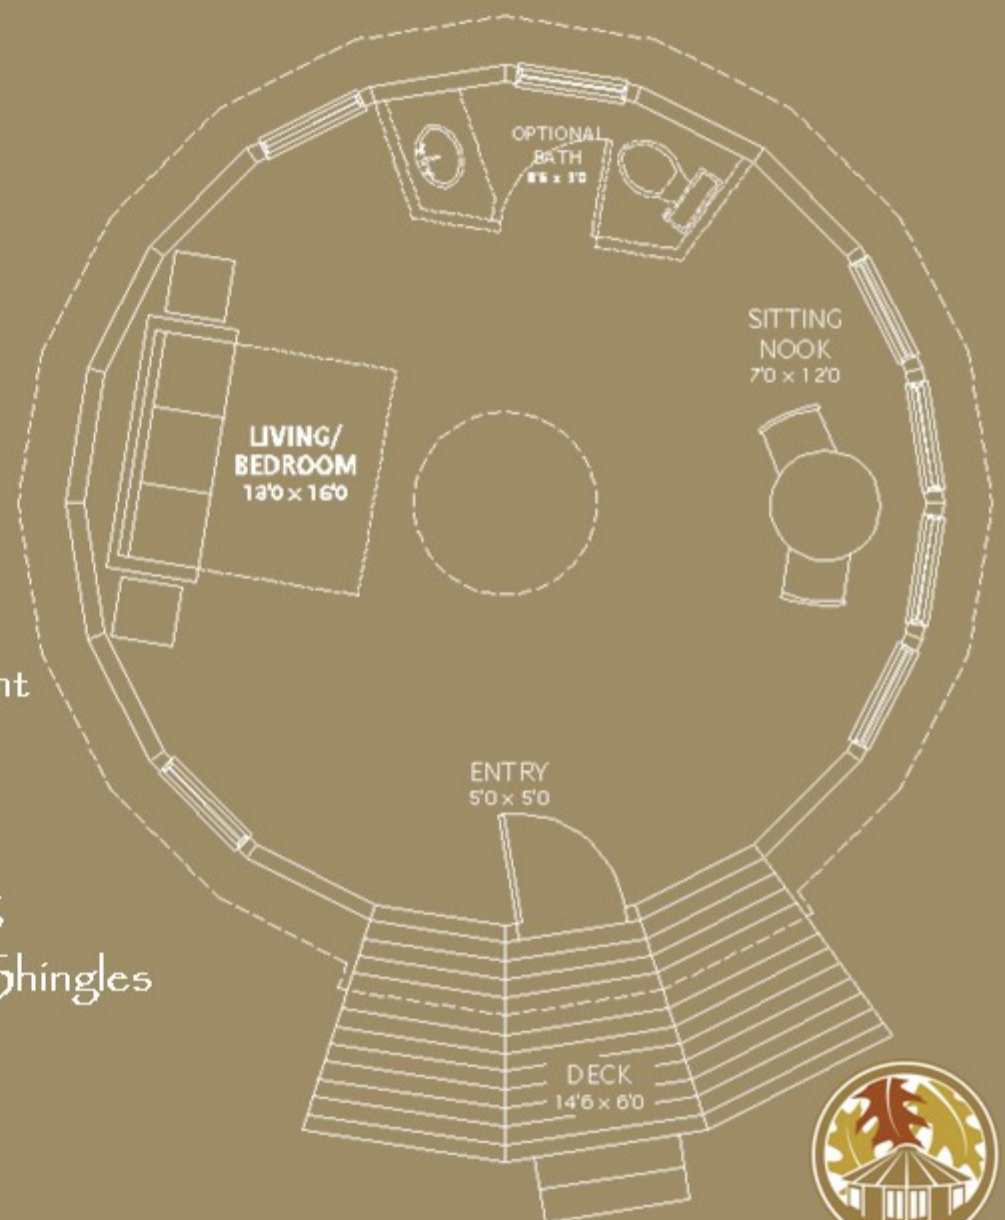 OPTIONAL
BATH
SITTING
NOOK
7'0 x 12'0
LIVING/
BEDROOM
13'0 x 16'0
nt
ENTRY
5'0 x 5'0
s
Shingles
DECK
14'6 x 6'0